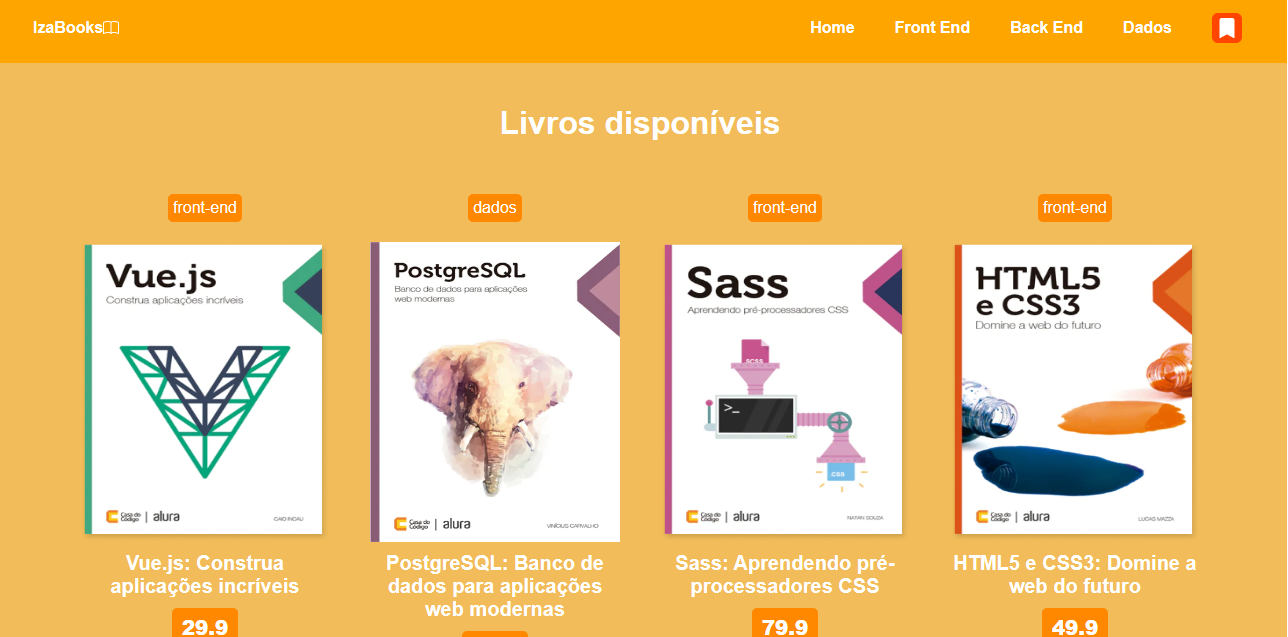 IzaBooks
Home Front End Back End Dados
Livros disponíveis
front-end
dados
front-end
front-end
Vue.js
Construa aplicações incríveis
Casa do
Código
alura
CAIO INCAU
PostgreSQL
Banco de dados para aplicações
web modernas
Casa do
Código
alura
VINÍCIUS CARVALHO
Sass
Aprendendo pré-processadores CSS
SCSS
>_
css
Casa do
Código
alura
NATAN SOUZA
HTML5
e CSS3
Domine a web do futuro
Casa do
Código
alura
LUCAS MAZZA
Vue.js: Construa
aplicações incríveis
29.9
PostgreSQL: Banco de
dados para aplicações
web modernas
Sass: Aprendendo pré-
processadores CSS
79.9
HTML5 e CSS3: Domine a
web do futuro
49.9